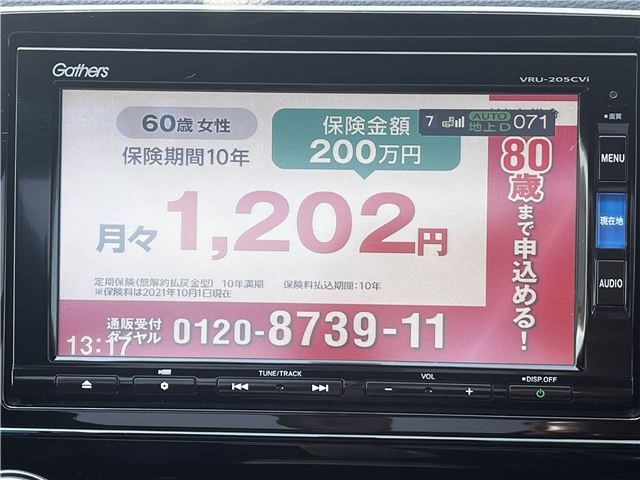 Gathers
VRU-205CVi
60歳 女性
保険期間10年
保険金額
200万円
7 AUTO 地上D 071
月々1,202円
80歳まで申込める!
定期保険(無解約払戻金型) 10年満期 保険料払込期間:10年
※保険料は2021年10月1日現在
通販受付
ダイヤル
0120-8739-11
13:17
画質
MENU
現在地
AUDIO
TUNE/TRACK
VOL
DISP.OFF